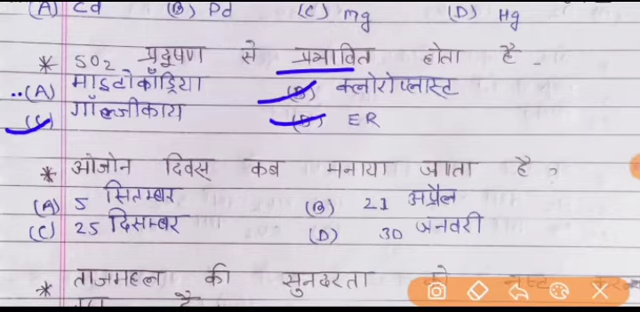 (A) Cd (B) Pd (C) mg (D) Hg
* SO2 प्रदुषण से प्रभावित होता है
(A) माइटोकॉंड्रिया (B) क्लोरोप्लास्ट
(C) गॉल्जीकाय (D) ER
* ओजोन दिवस कब मनाया जाता है ?
(A) 5 सितम्बर (B) 21 अप्रैल
(C) 25 दिसम्बर (D) 30 जनवरी
* ताजमहल की सुन्दरता को नष्ट